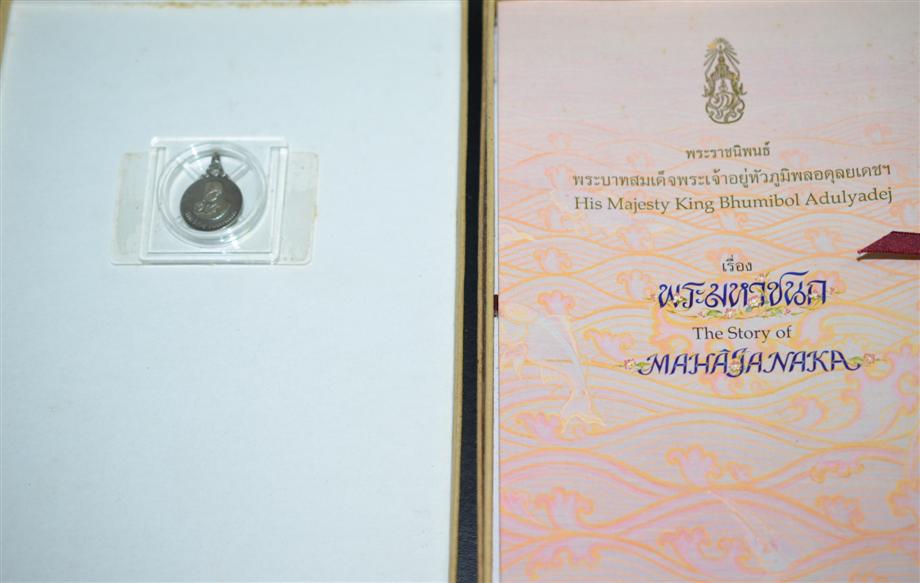 พระราชนิพนธ์
พระบาทสมเด็จพระเจ้าอยู่หัวภูมิพลอดุลยเดชฯ
His Majesty King Bhumibol Adulyadej
เรื่อง
พระมหาชนก
The Story of
MAHĀJANAKA